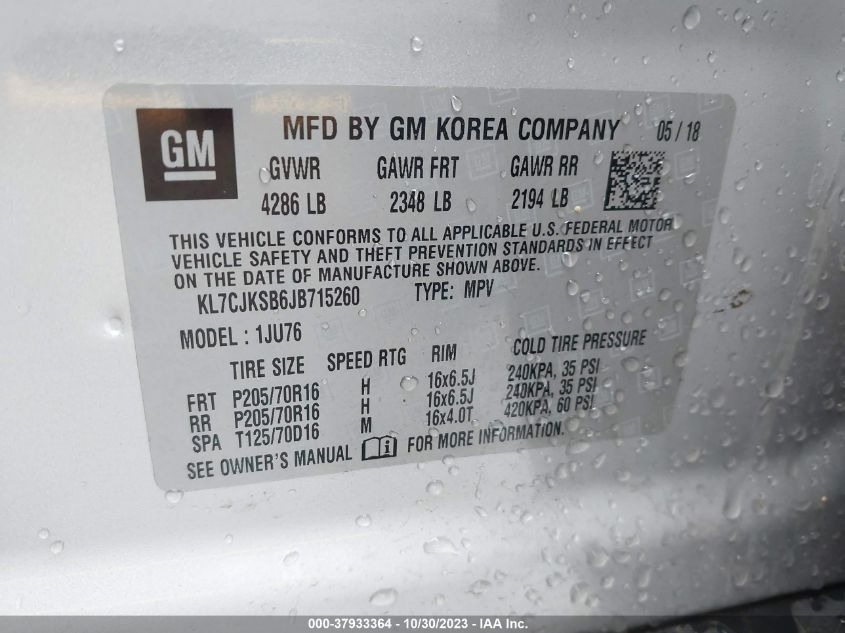 GM
MFD BY GM KOREA COMPANY 05 / 18
GVWR GAWR FRT GAWR RR
4286 LB 2348 LB 2194 LB
THIS VEHICLE CONFORMS TO ALL APPLICABLE U.S. FEDERAL MOTOR
VEHICLE SAFETY AND THEFT PREVENTION STANDARDS IN EFFECT
ON THE DATE OF MANUFACTURE SHOWN ABOVE.
KL7CJKSB6JB715260 TYPE: MPV
MODEL : 1JU76
TIRE SIZE SPEED RTG RIM COLD TIRE PRESSURE
FRT P205/70R16 H 16x6.5J 240KPA, 35 PSI
RR P205/70R16 H 16x6.5J 240KPA, 35 PSI
SPA T125/70D16 M 16x4.0T 420KPA, 60 PSI
SEE OWNER'S MANUAL FOR MORE INFORMATION.
000-37933364 - 10/30/2023 - IAA Inc.